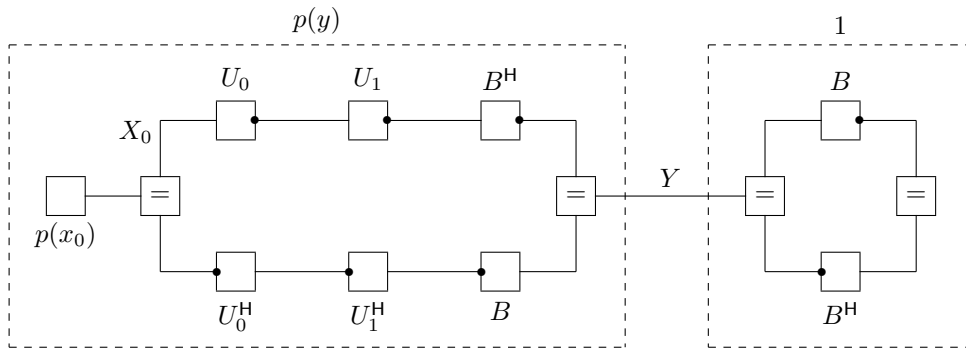 p(y) 1
U₀ U₁ Bᴴ B
X₀
= = Y = =
p(x₀)
U₀ᴴ U₁ᴴ B Bᴴ